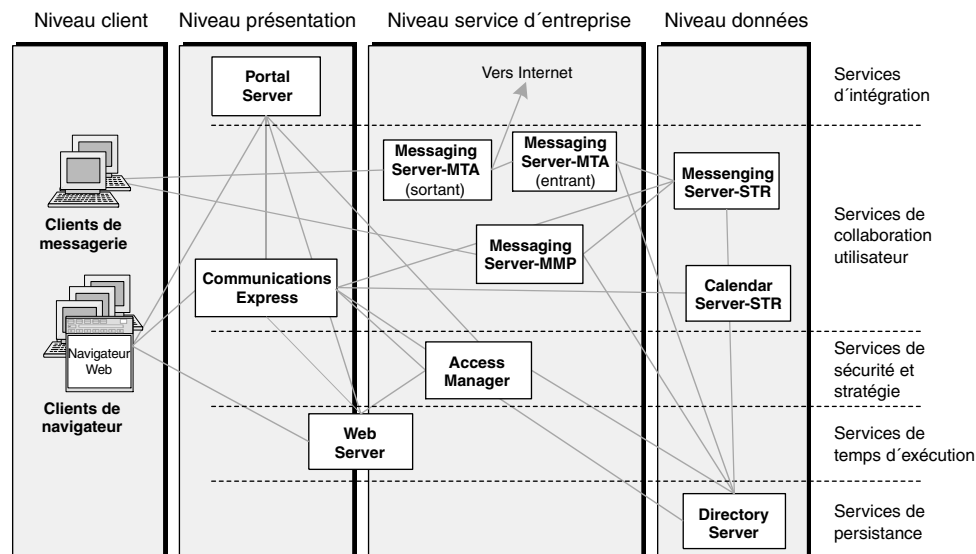 Niveau client
Niveau présentation
Niveau service d´entreprise
Niveau données
Portal
Server
Vers Internet
Services
d´intégration
Messaging
Server-MTA
(sortant)
Messaging
Server-MTA
(entrant)
Messenging
Server-STR
Clients de
messagerie
Messaging
Server-MMP
Services de
collaboration
utilisateur
Communications
Express
Calendar
Server-STR
Navigateur
Web
Clients de
navigateur
Access
Manager
Services de
sécurité et
stratégie
Web
Server
Services de
temps d´exécution
Directory
Server
Services de
persistance